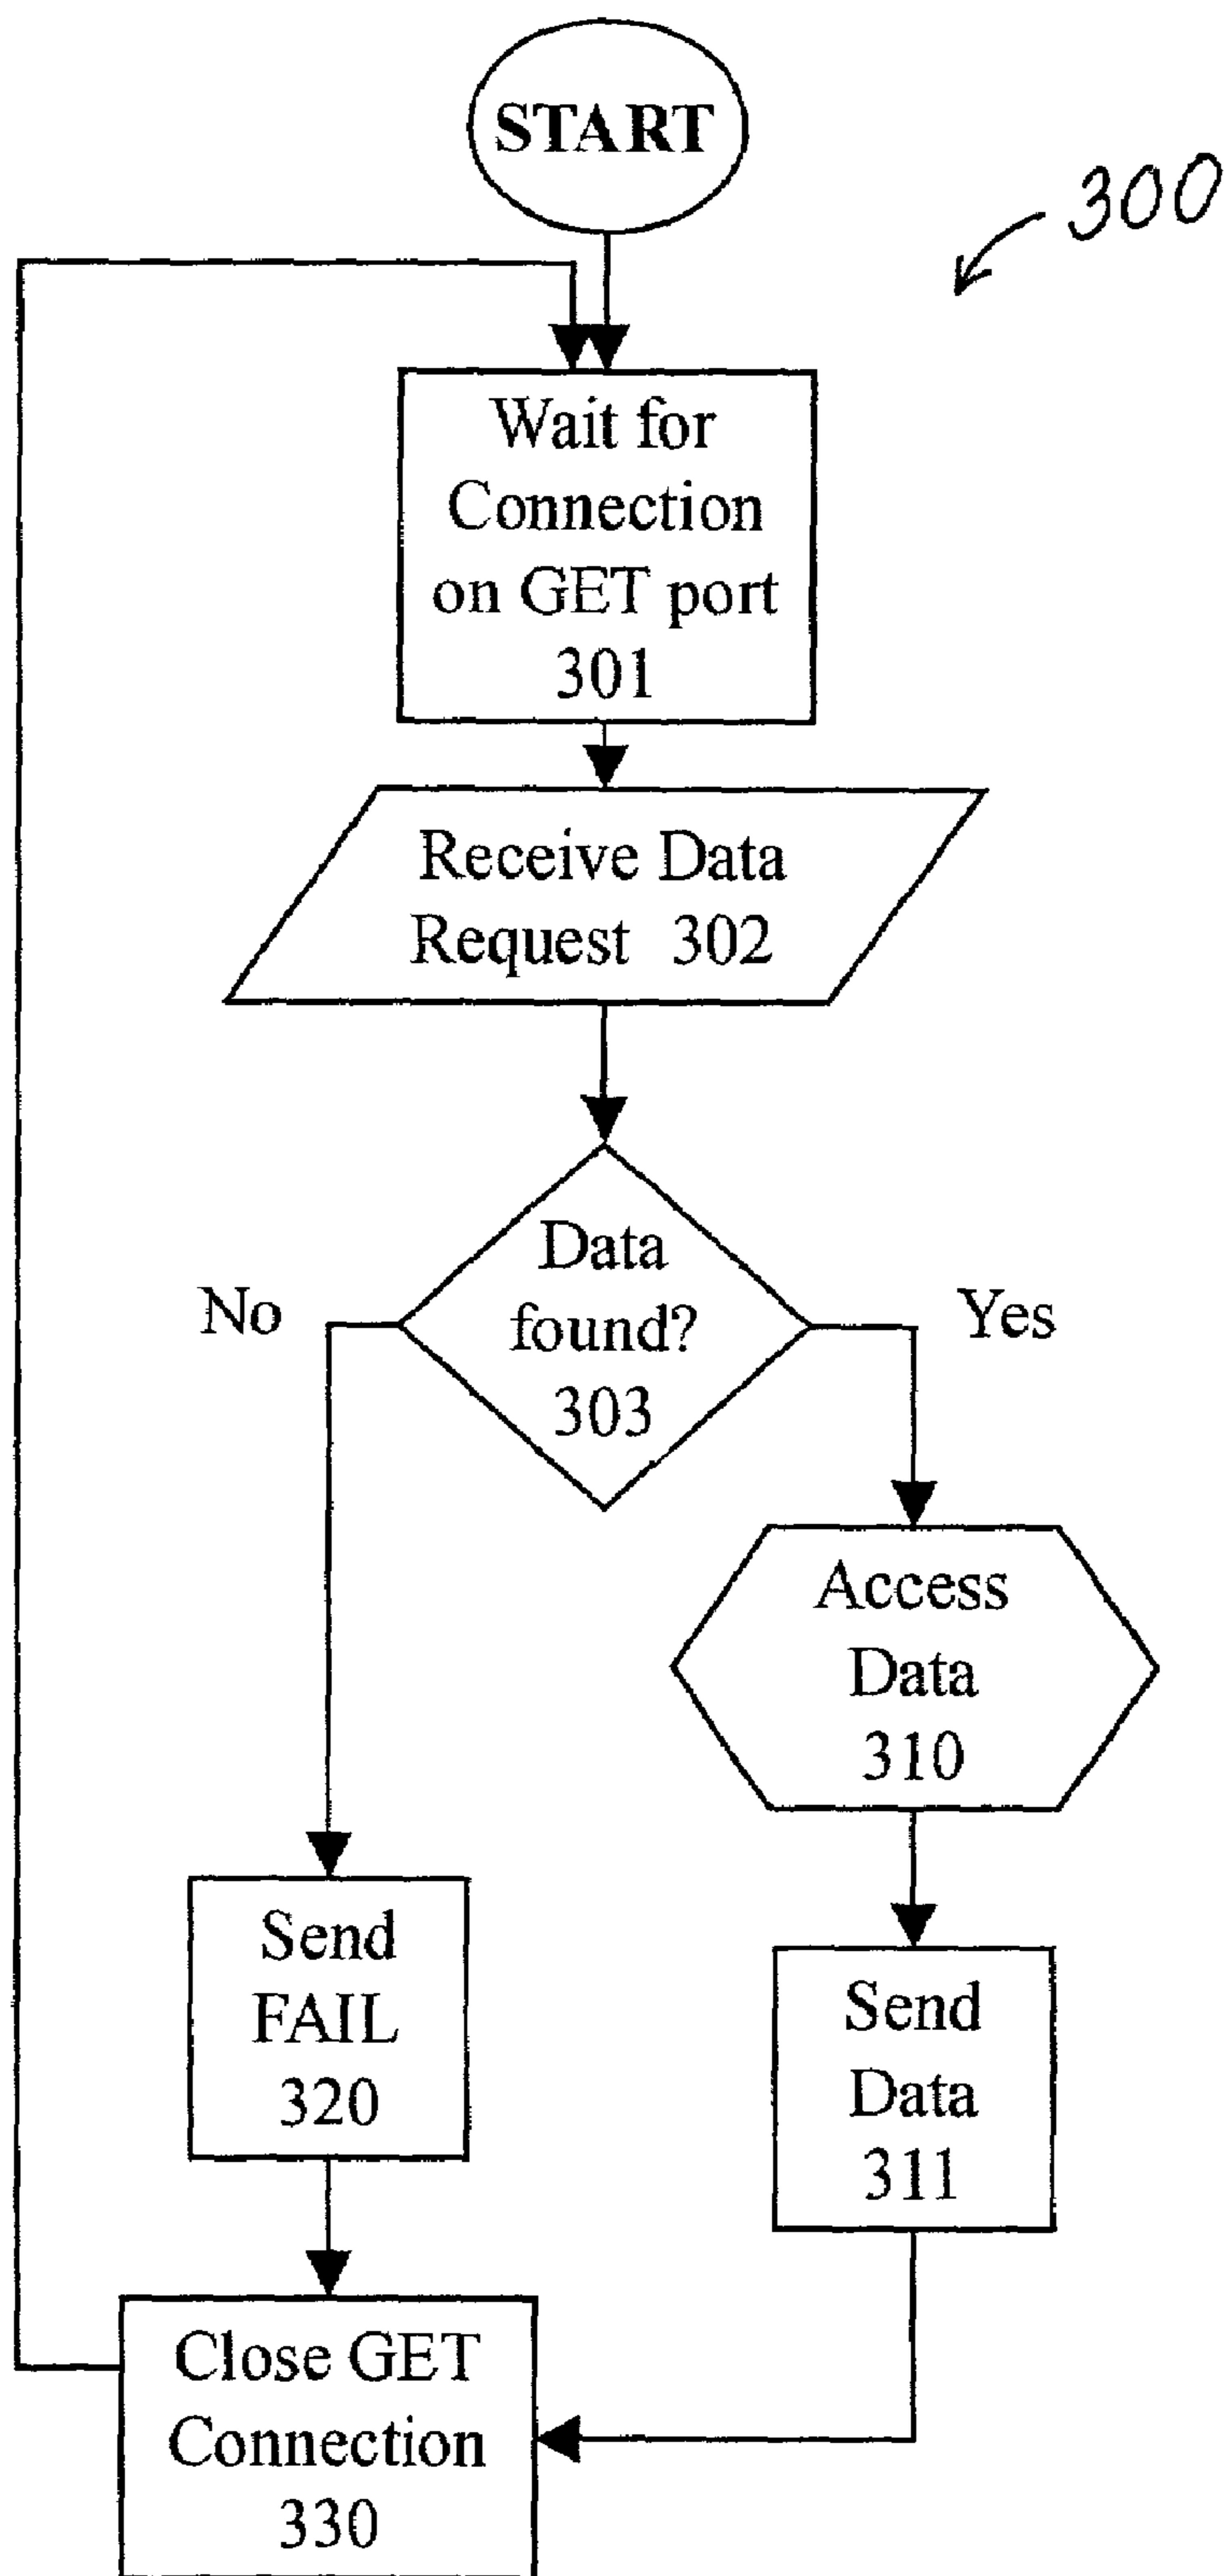 START
300
Wait for
Connection
on GET port
301
Receive Data
Request 302
Data
found?
303
No
Yes
Access
Data
310
Send
FAIL
320
Send
Data
311
Close GET
Connection
330